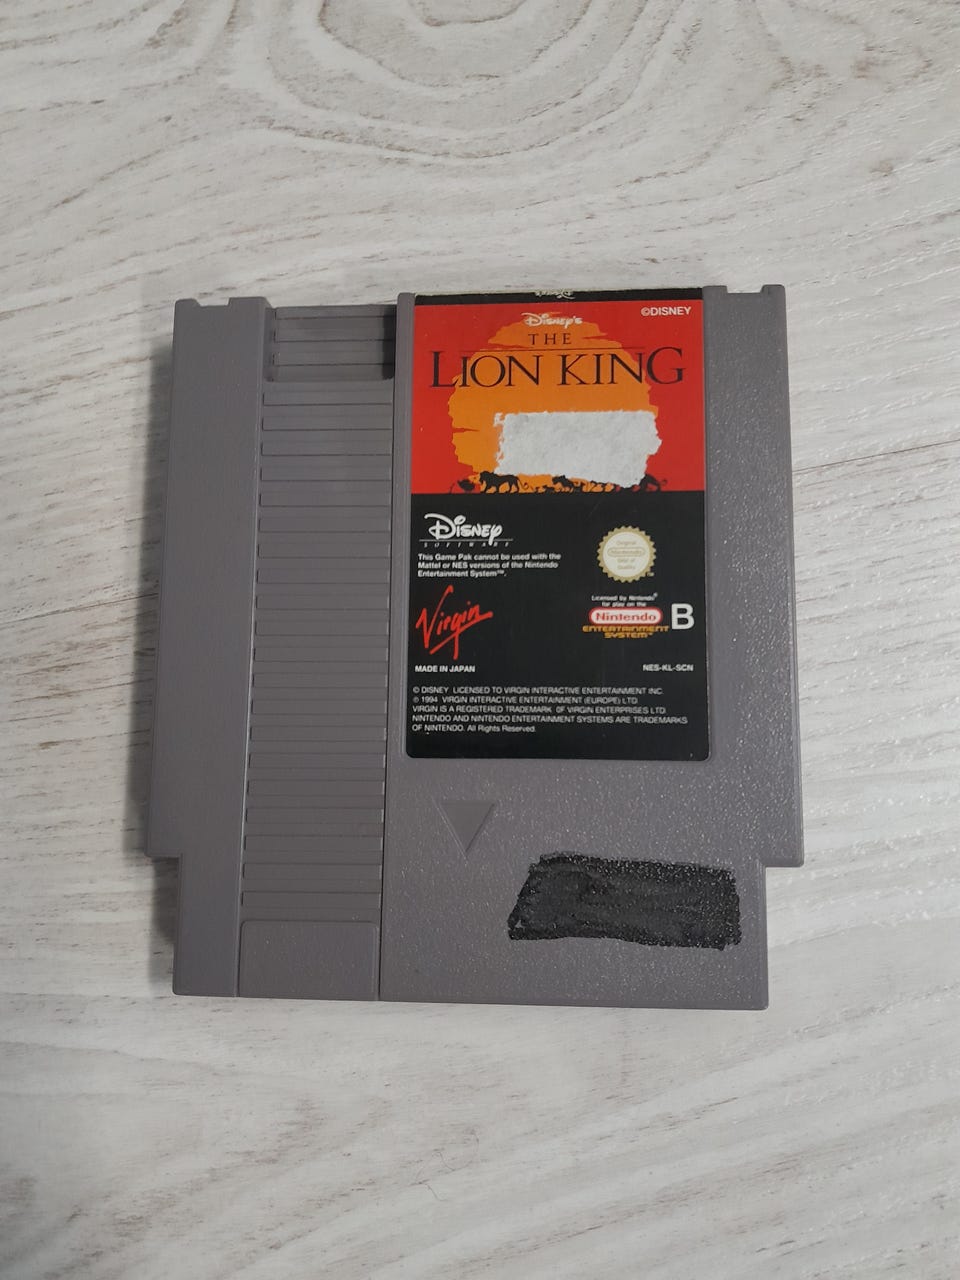 ©DISNEY
Disney's
THE
LION KING
Disney
SOFTWARE
This Game Pak cannot be used with the
Mattel or NES versions of the Nintendo
Entertainment System™.
Original
Nintendo
Seal of
Quality
TM
Virgin
Licensed by Nintendo®
for play on the
Nintendo
ENTERTAINMENT
SYSTEM™
B
MADE IN JAPAN
NES-KL-SCN
© DISNEY LICENSED TO VIRGIN INTERACTIVE ENTERTAINMENT INC.
℗ 1994 VIRGIN INTERACTIVE ENTERTAINMENT (EUROPE) LTD
VIRGIN IS A REGISTERED TRADEMARK OF VIRGIN ENTERPRISES LTD
NINTENDO AND NINTENDO ENTERTAINMENT SYSTEMS ARE TRADEMARKS
OF NINTENDO. All Rights Reserved.